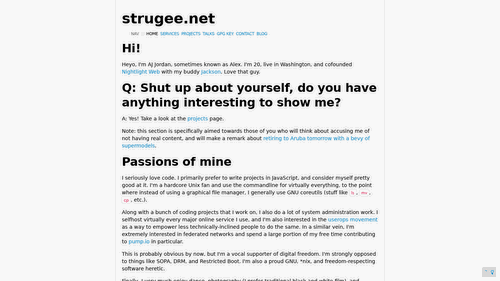 strugee.net
NAV :: HOME SERVICES PROJECTS TALKS GPG KEY CONTACT BLOG
Hi!
Heyo, I'm AJ Jordan, sometimes known as Alex. I'm 20, live in Washington, and cofounded
Nightlight Web with my buddy Jackson. Love that guy.
Q: Shut up about yourself, do you have
anything interesting to show me?
A: Yes! Take a look at the projects page.
Note: this section is specifically aimed towards those of you who will think about accusing me of
not having real content, and will make a remark about retiring to Aruba tomorrow with a bevy of
supermodels.
Passions of mine
I seriously love code. I primarily prefer to write projects in JavaScript, and consider myself pretty
good at it. I'm a hardcore Unix fan and use the commandline for virtually everything, to the point
where instead of using a graphical file manager, I generally use GNU coreutils (stuff like ls, mv,
cp, etc.).
Along with a bunch of coding projects that I work on, I also do a lot of system administration work. I
selfhost virtually every major online service I use, and I'm also interested in the userops movement
as a way to empower less technically-inclined people to do the same. In a similar vein, I'm
extremely interested in federated networks and spend a large portion of my free time contributing
to pump.io in particular.
This is probably obvious by now, but I'm a vocal supporter of digital freedom. I'm strongly opposed
to things like SOPA, DRM, and Restricted Boot. I'm also a proud GNU, *nix, and freedom-respecting
software heretic.